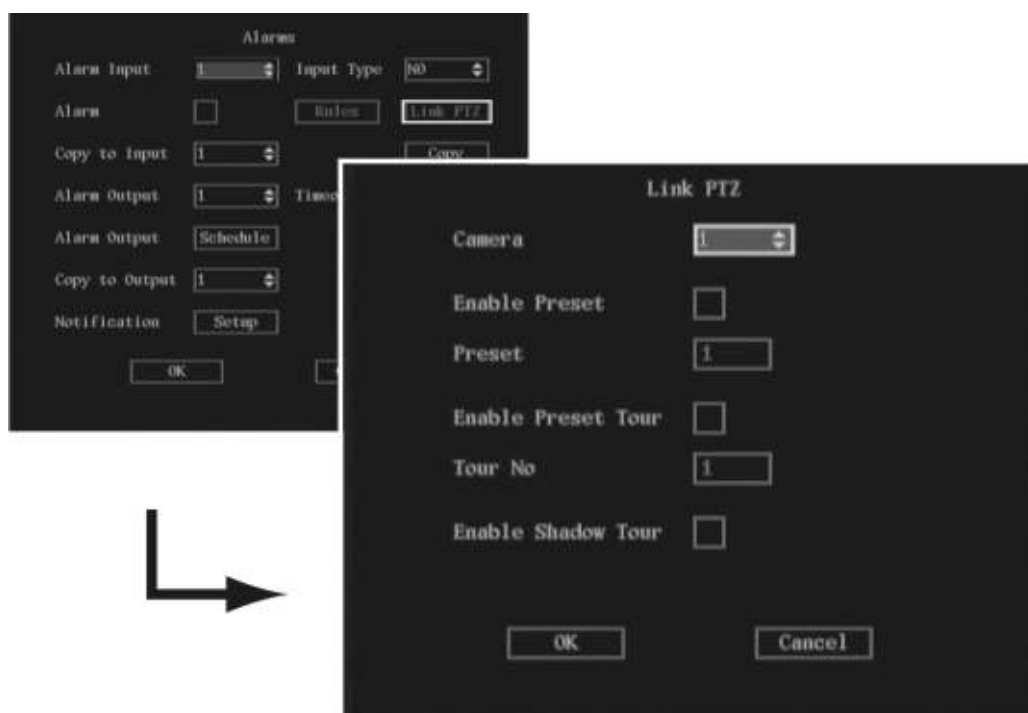 Alarms
Alarm Input 1 Input Type NO
Alarm Rules Link PTZ
Copy to Input 1 Copy
Alarm Output 1
Alarm Output Schedule
Copy to Output 1
Notification Setup
OK
Link PTZ
Camera 1
Enable Preset
Preset 1
Enable Preset Tour
Tour No 1
Enable Shadow Tour
OK Cancel